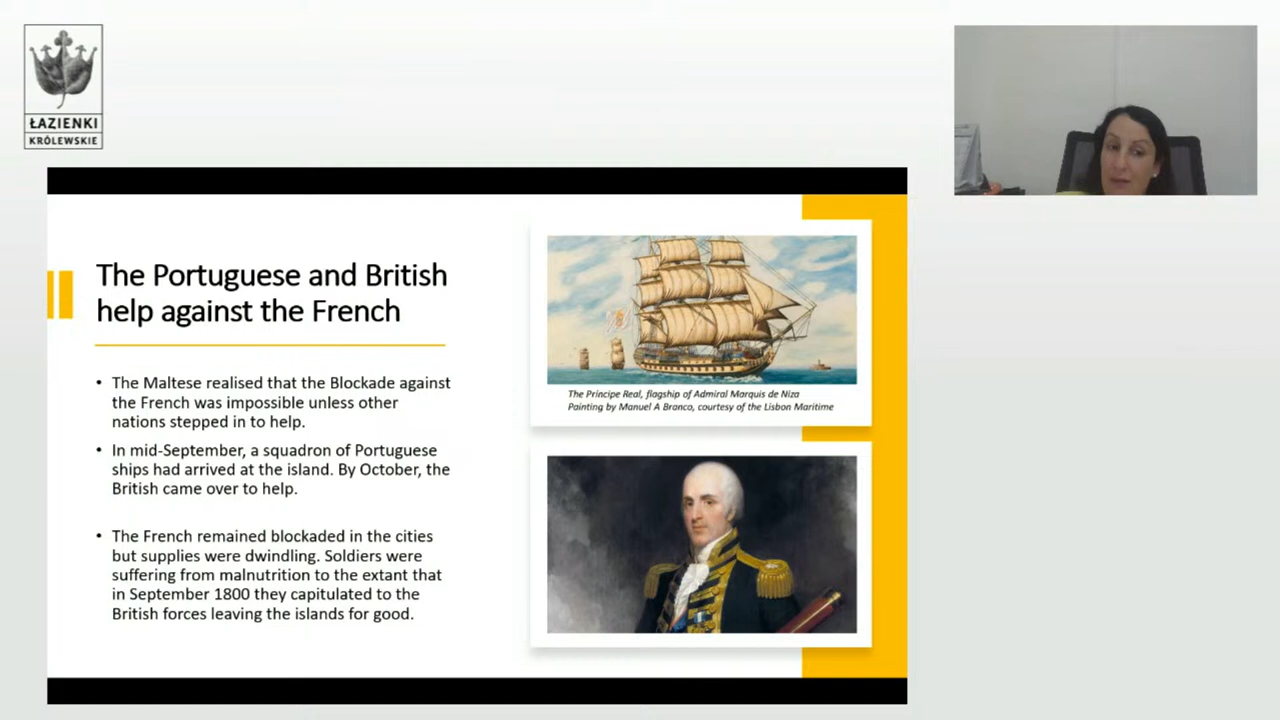 ŁAZIENKI
KRÓLEWSKIE
The Portuguese and British
help against the French
• The Maltese realised that the Blockade against
the French was impossible unless other
nations stepped in to help.
• In mid-September, a squadron of Portuguese
ships had arrived at the island. By October, the
British came over to help.
• The French remained blockaded in the cities
but supplies were dwindling. Soldiers were
suffering from malnutrition to the extant that
in September 1800 they capitulated to the
British forces leaving the islands for good.
The Principe Real, flagship of Admiral Marquis de Niza
Painting by Manuel A Branco, courtesy of the Lisbon Maritime